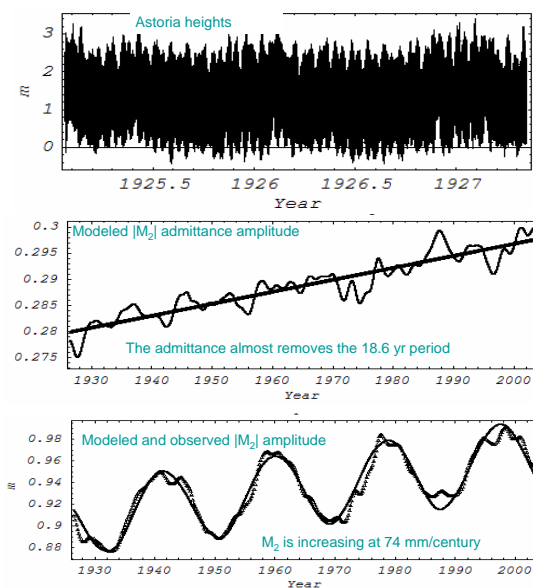 Astoria heights
3
2
1
0
m
1925.5 1926 1926.5 1927
Year
Modeled |M2| admittance amplitude
0.3
0.295
0.29
0.285
0.28
0.275
The admittance almost removes the 18.6 yr period
1930 1940 1950 1960 1970 1980 1990 2000
Year
Modeled and observed |M2| amplitude
0.98
0.96
0.94
0.92
0.9
0.88
m
M2 is increasing at 74 mm/century
1930 1940 1950 1960 1970 1980 1990 2000
Year